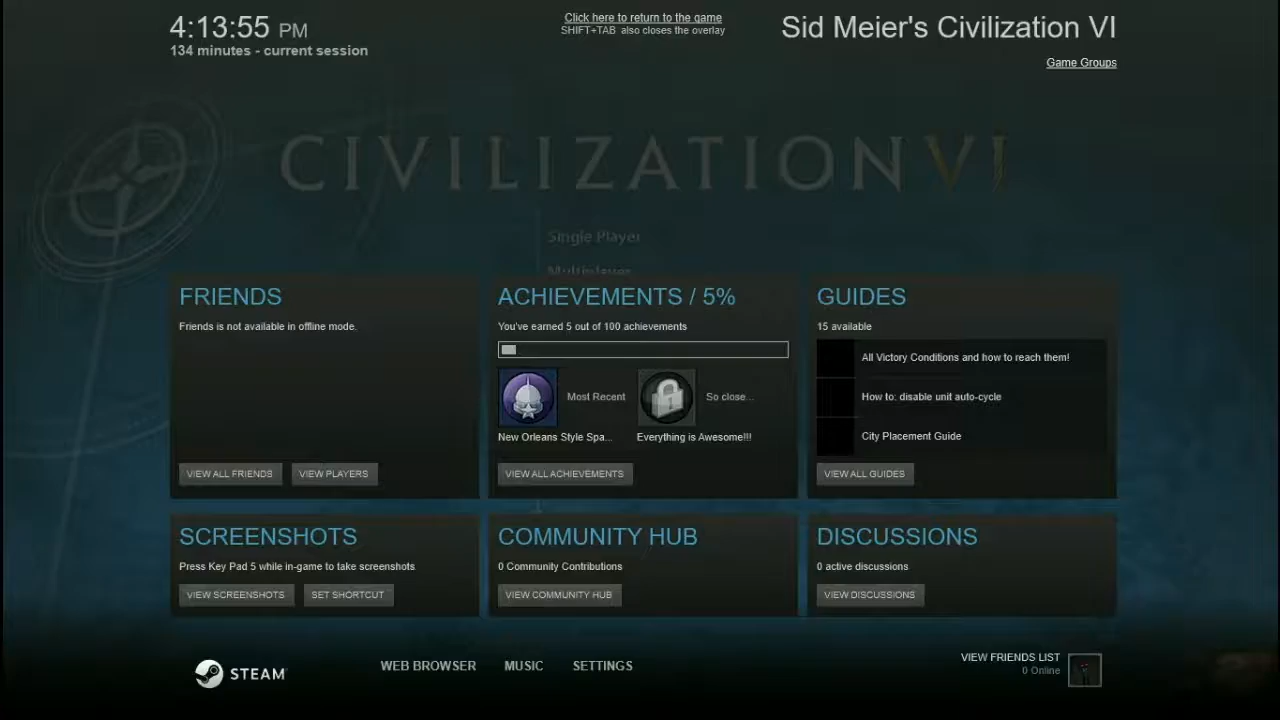 4:13:55 PM
134 minutes - current session
Click here to return to the game
SHIFT+TAB also closes the overlay
Sid Meier's Civilization VI
Game Groups
CIVILIZATION VI
Single Player
Multiplayer
FRIENDS
Friends is not available in offline mode.
VIEW ALL FRIENDS
VIEW PLAYERS
ACHIEVEMENTS / 5%
You've earned 5 out of 100 achievements
Most Recent
So close...
New Orleans Style Spa...
Everything is Awesome!!!
VIEW ALL ACHIEVEMENTS
GUIDES
15 available
All Victory Conditions and how to reach them!
How to: disable unit auto-cycle
City Placement Guide
VIEW ALL GUIDES
SCREENSHOTS
Press Key Pad 5 while in-game to take screenshots
VIEW SCREENSHOTS
SET SHORTCUT
COMMUNITY HUB
0 Community Contributions
VIEW COMMUNITY HUB
DISCUSSIONS
0 active discussions
VIEW DISCUSSIONS
STEAM
WEB BROWSER
MUSIC
SETTINGS
VIEW FRIENDS LIST
0 Online